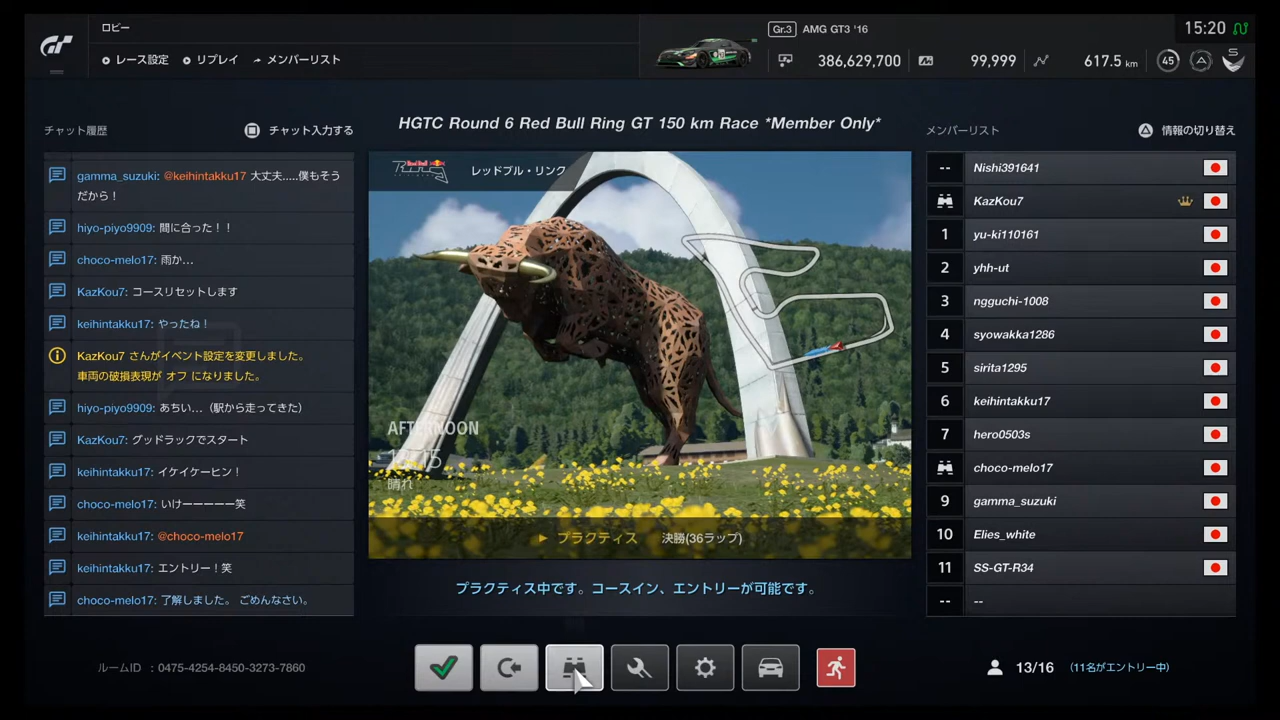 ロビー
レース設定
リプレイ
メンバーリスト
Gr.3 AMG GT3 '16
386,629,700
99,999
617.5 km
15:20
45
S
チャット履歴
チャット入力する
gamma_suzuki: @keihintakku17 大丈夫.....僕もそう
だから！
hiyo-piyo9909: 間に合った！！
choco-melo17: 雨か...
KazKou7: コースリセットします
keihintakku17: やったね！
KazKou7 さんがイベント設定を変更しました。
車両の破損表現が オフ になりました。
hiyo-piyo9909: あちい...（駅から走ってきた）
KazKou7: グッドラックでスタート
keihintakku17: イケイケーヒン！
choco-melo17: いけーーーーー笑
keihintakku17: @choco-melo17
keihintakku17: エントリー！笑
choco-melo17: 了解しました。 ごめんなさい。
HGTC Round 6 Red Bull Ring GT 150 km Race *Member Only*
レッドブル・リンク
AFTERNOON
晴れ
プラクティス 決勝(36ラップ)
プラクティス中です。コースイン、エントリーが可能です。
メンバーリスト
情報の切り替え
-- Nishi391641
KazKou7
1 yu-ki110161
2 yhh-ut
3 ngguchi-1008
4 syowakka1286
5 sirita1295
6 keihintakku17
7 hero0503s
choco-melo17
9 gamma_suzuki
10 Elies_white
11 SS-GT-R34
-- --
ルームID ：0475-4254-8450-3273-7860
13/16 (11名がエントリー中)